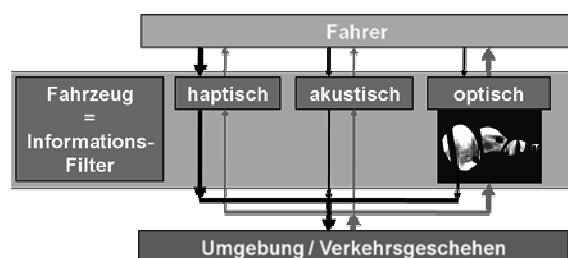 Fahrer
Fahrzeug
=
Informations-
Filter
haptisch
akustisch
optisch
Umgebung / Verkehrsgeschehen